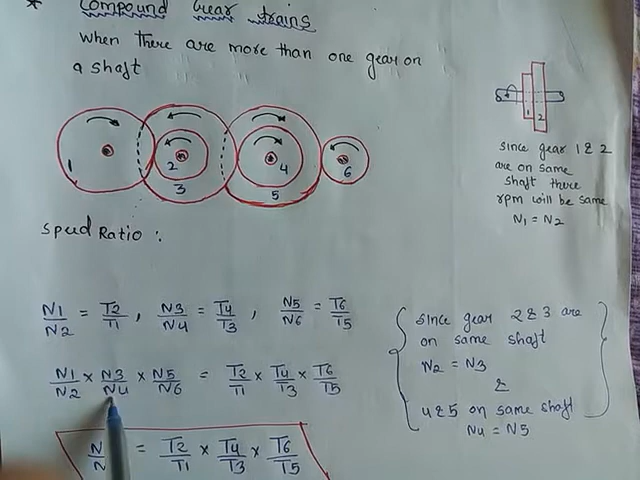 * Compound Gear trains
When there are more than one gear on
a shaft
1 2 3 4 5 6
1 2
Since gear 1 & 2
are on same
shaft there
rpm will be same
N1 = N2
Speed Ratio :
N1/N2 = T2/T1 , N3/N4 = T4/T3 , N5/N6 = T6/T5
N1/N2 × N3/N4 × N5/N6 = T2/T1 × T4/T3 × T6/T5
N/N = T2/T1 × T4/T3 × T6/T5
Since gear 2 & 3 are
on same shaft
N2 = N3
&
4 & 5 on same shaft
N4 = N5